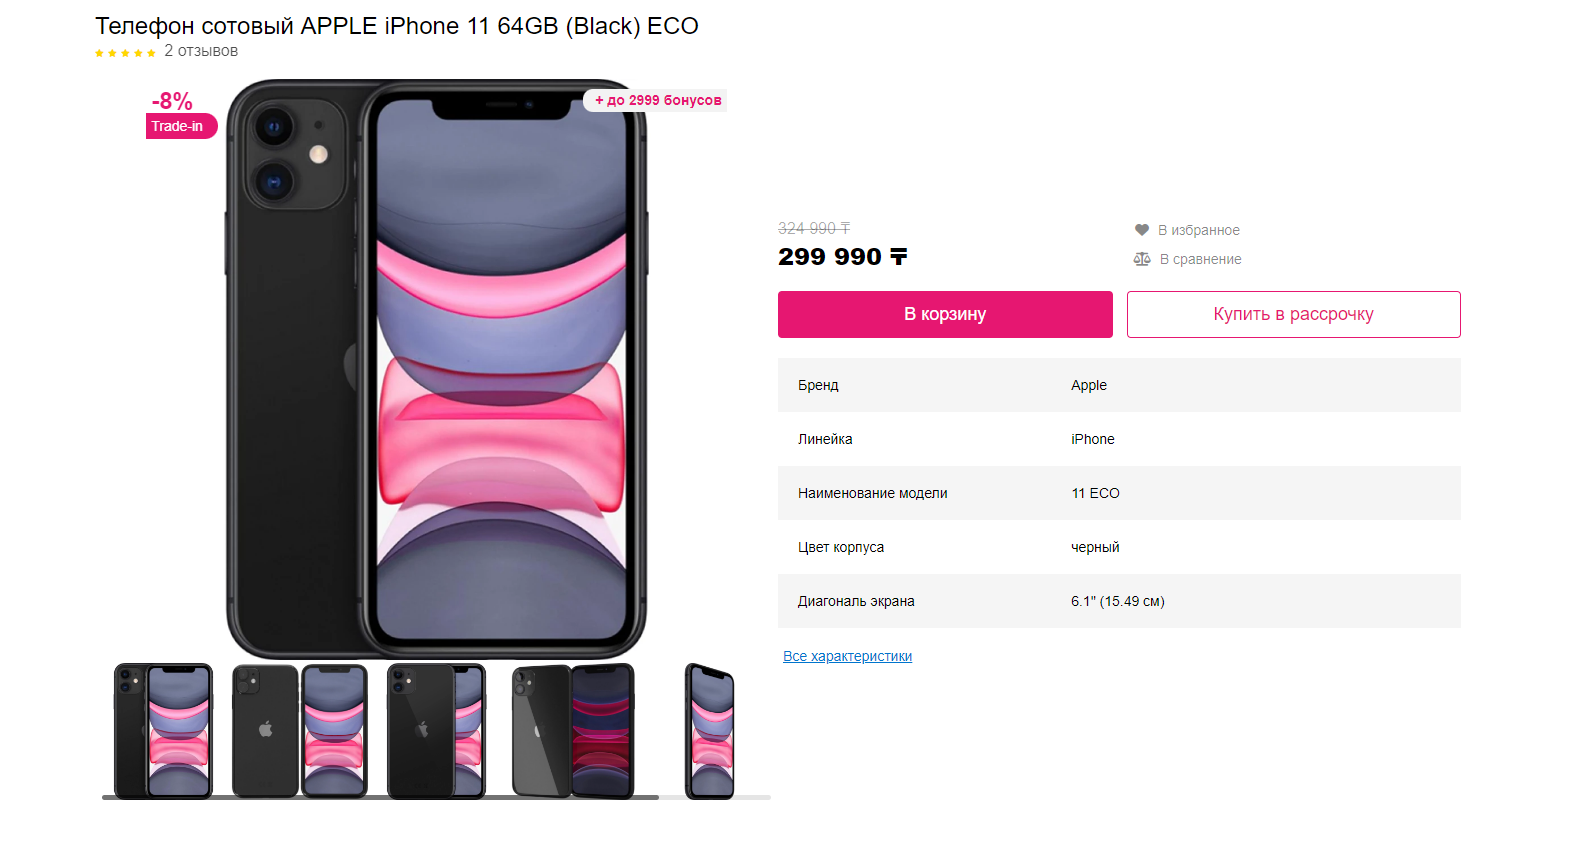 Телефон сотовый APPLE iPhone 11 64GB (Black) ECO
2 отзывов
-8%
Trade-in
+ до 2999 бонусов
324 990 ₸
299 990 ₸
В избранное
В сравнение
В корзину
Купить в рассрочку
Бренд Apple
Линейка iPhone
Наименование модели 11 ECO
Цвет корпуса черный
Диагональ экрана 6.1" (15.49 см)
Все характеристики